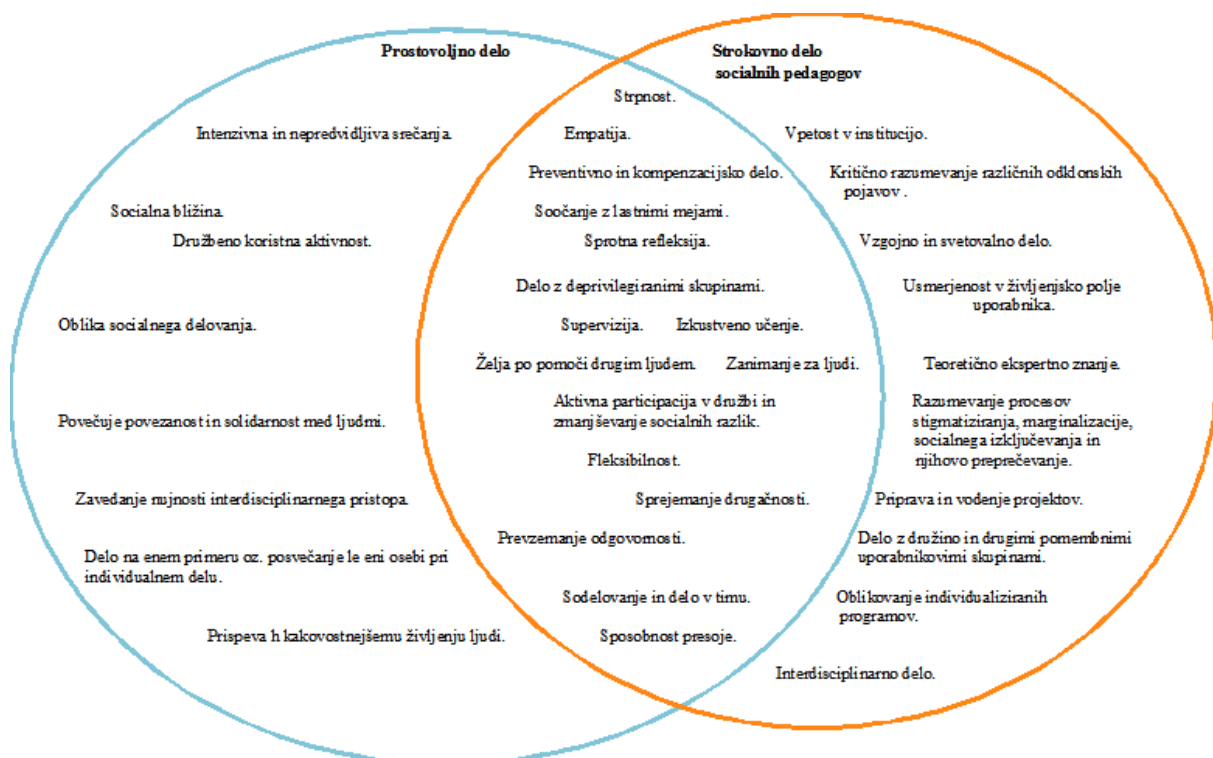 Prostovoljno delo
Intenzivna in nepredvidljiva srečanja.
Socialna bližina.
Družbeno koristna aktivnost.
Oblika socialnega delovanja.
Povečuje povezanost in solidarnost med ljudmi.
Zavedanje nujnosti interdisciplinarnega pristopa.
Delo na enem primeru oz. posvečanje le eni osebi pri
individualnem delu.
Prispeva h kakovostnejšemu življenju ljudi.
Strpnost.
Empatija.
Preventivno in kompenzacijsko delo.
Soočanje z lastnimi mejami.
Sprotna refleksija.
Delo z deprivilegiranimi skupinami.
Supervizija. Izkustveno učenje.
Želja po pomoči drugim ljudem. Zanimanje za ljudi.
Aktivna participacija v družbi in
zmanjševanje socialnih razlik.
Fleksibilnost.
Sprejemanje drugačnosti.
Prevzemanje odgovornosti.
Sodelovanje in delo v timu.
Sposobnost presoje.
Strokovno delo
socialnih pedagogov
Vpetost v institucijo.
Kritično razumevanje različnih odklonskih
pojavov .
Vzgojno in svetovalno delo.
Usmerjenost v življenjsko polje
uporabnika.
Teoretično ekspertno znanje.
Razumevanje procesov
stigmatiziranja, marginalizacije,
socialnega izključevanja in
njihovo preprečevanje.
Priprava in vodenje projektov.
Delo z družino in drugimi pomembnimi
uporabnikovimi skupinami.
Oblikovanje individualiziranih
programov.
Interdisciplinarno delo.